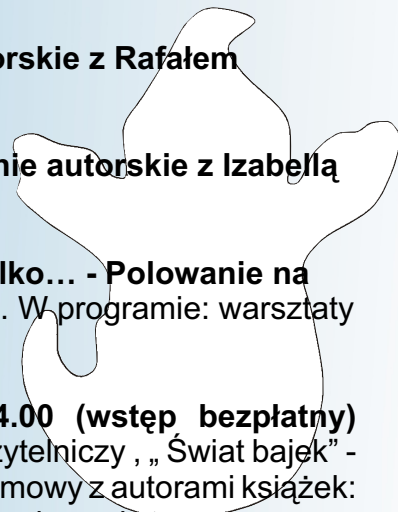 orskie z Rafałem
nie autorskie z Izabellą
lko… - Polowanie na
. W programie: warsztaty
4.00 (wstęp bezpłatny)
zytelniczy , „ Świat bajek” -
mowy z autorami książek: